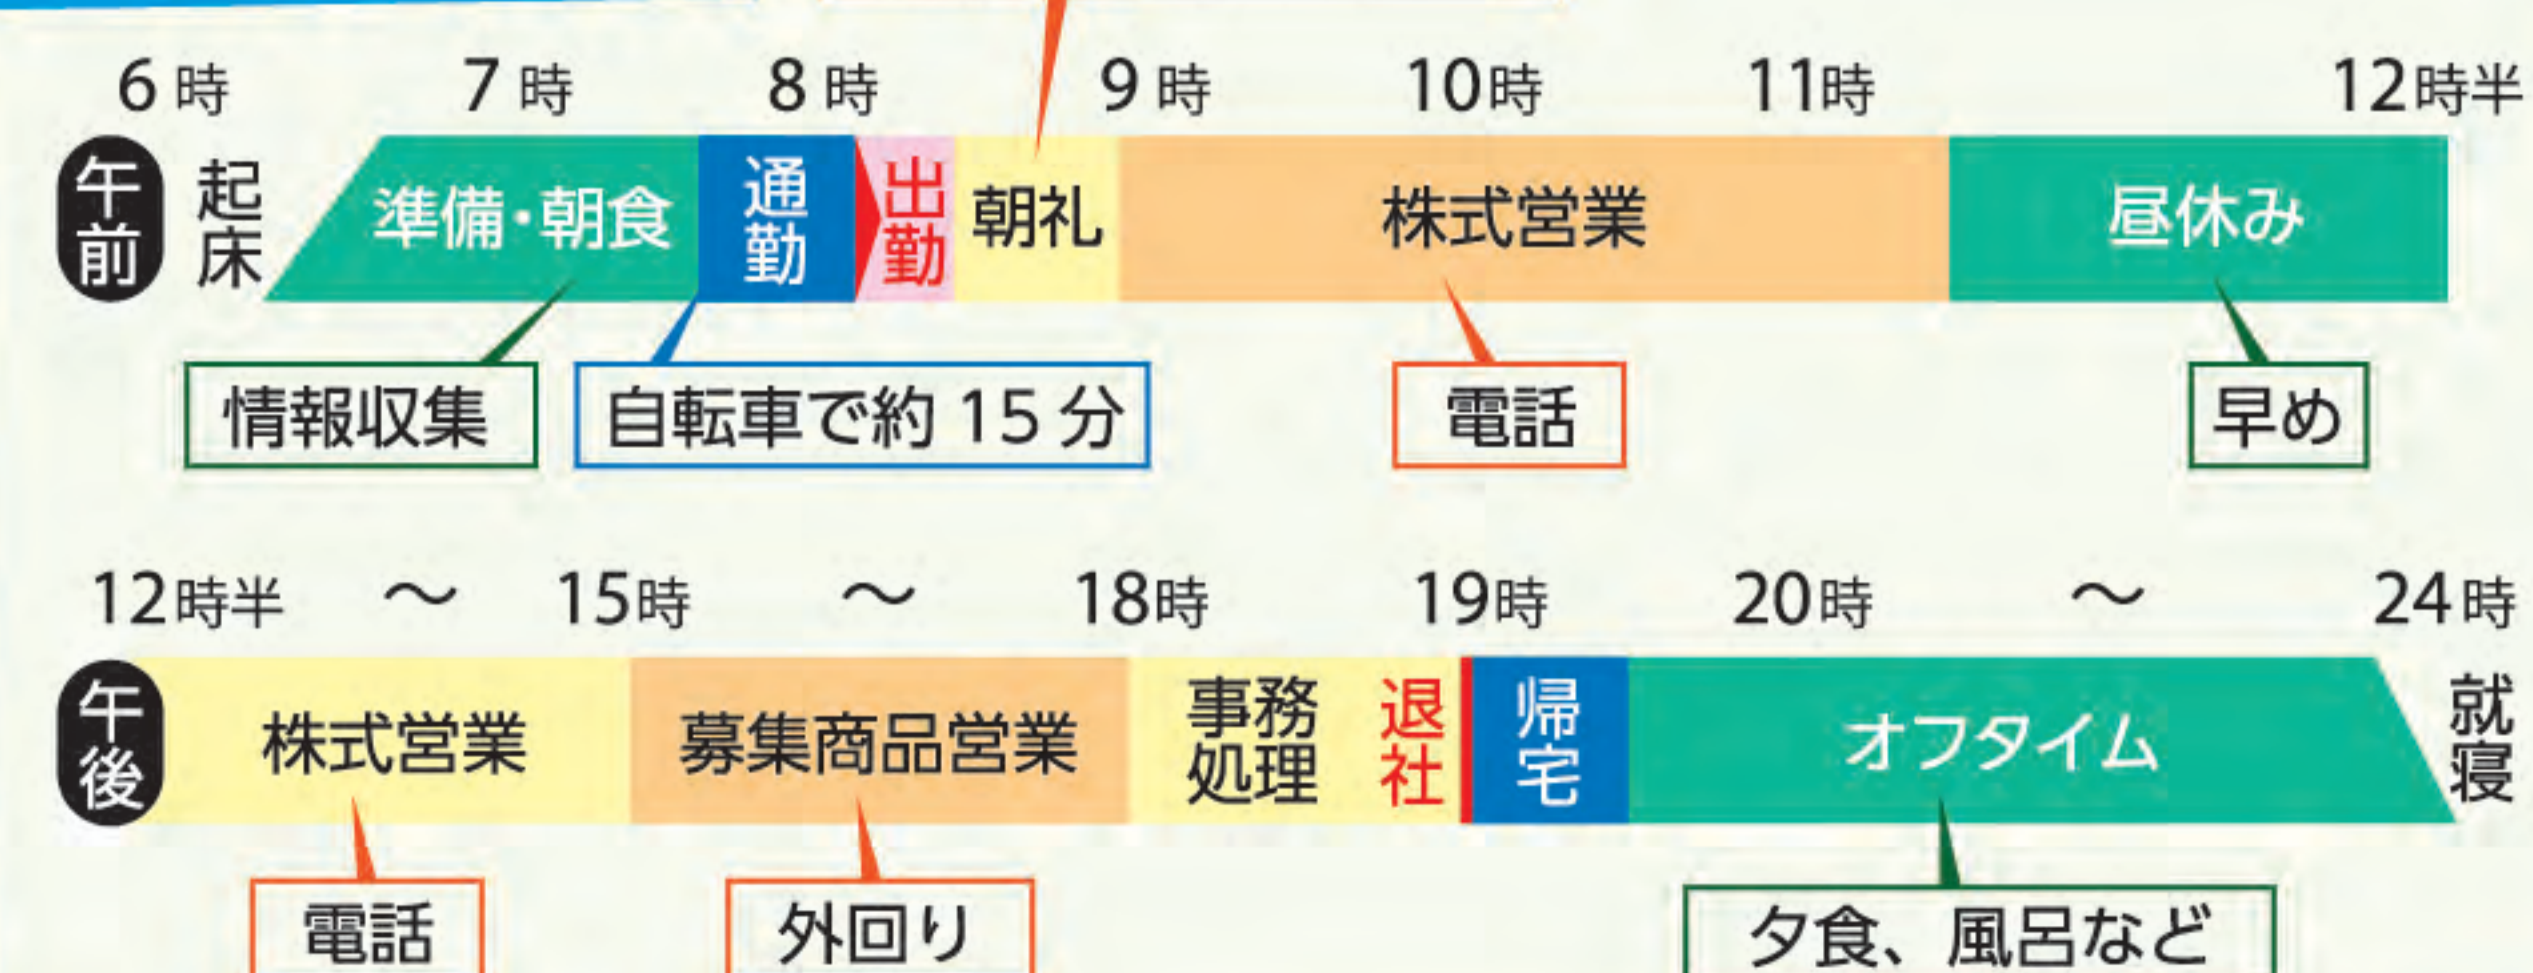 6時 7時 8時 9時 10時 11時 12時半
午前 起床 準備・朝食 通勤 出勤 朝礼 株式営業 昼休み
情報収集 自転車で約15分 電話 早め
12時半 〜 15時 〜 18時 19時 20時 〜 24時
午後 株式営業 募集商品営業 事務処理 退社 帰宅 オフタイム 就寝
電話 外回り 夕食、風呂など